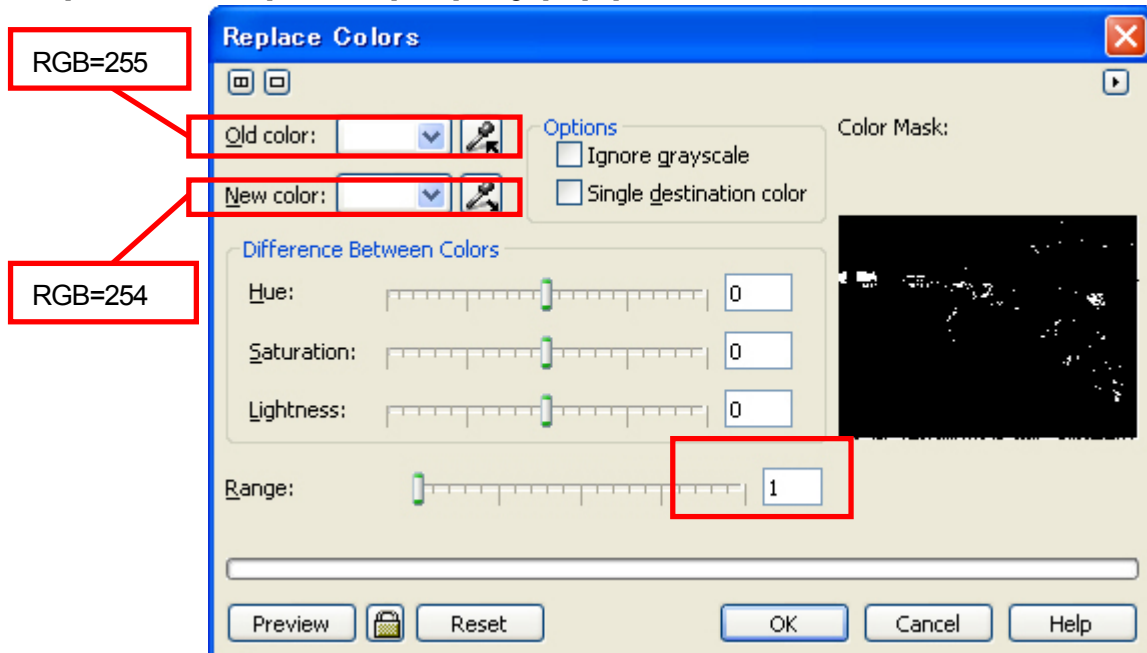 Replace Colors
RGB=255
Old color:
Options
Color Mask:
Ignore grayscale
New color:
Single destination color
Difference Between Colors
RGB=254
Hue:
0
Saturation:
0
Lightness:
0
Range:
1
Preview
Reset
OK
Cancel
Help